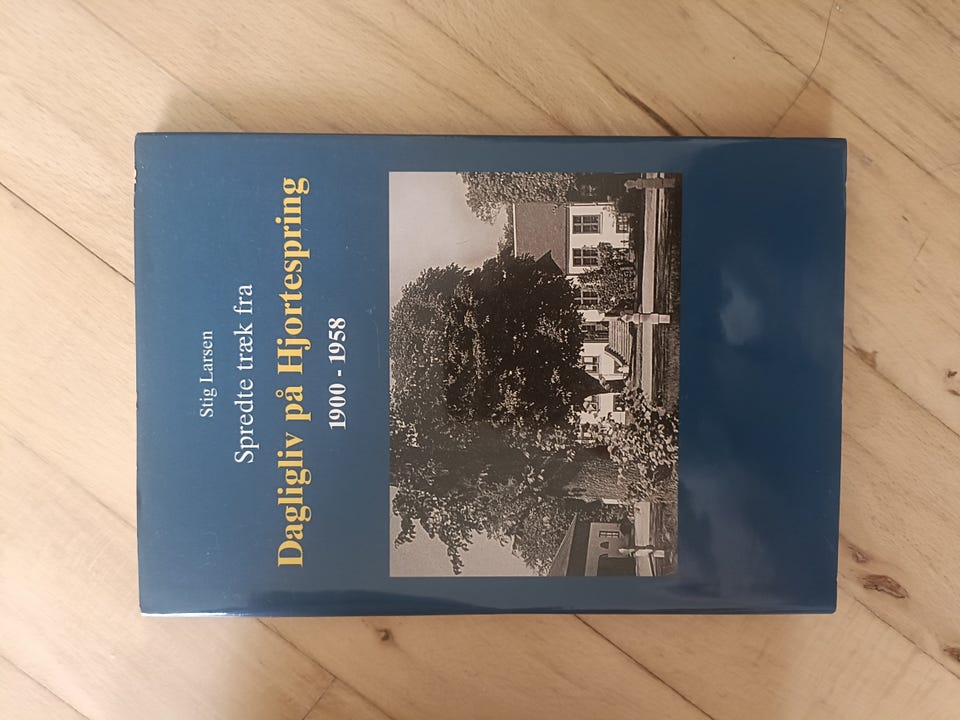 Stig Larsen
Spredte træk fra
Dagligliv på Hjortespring
1900 - 1958